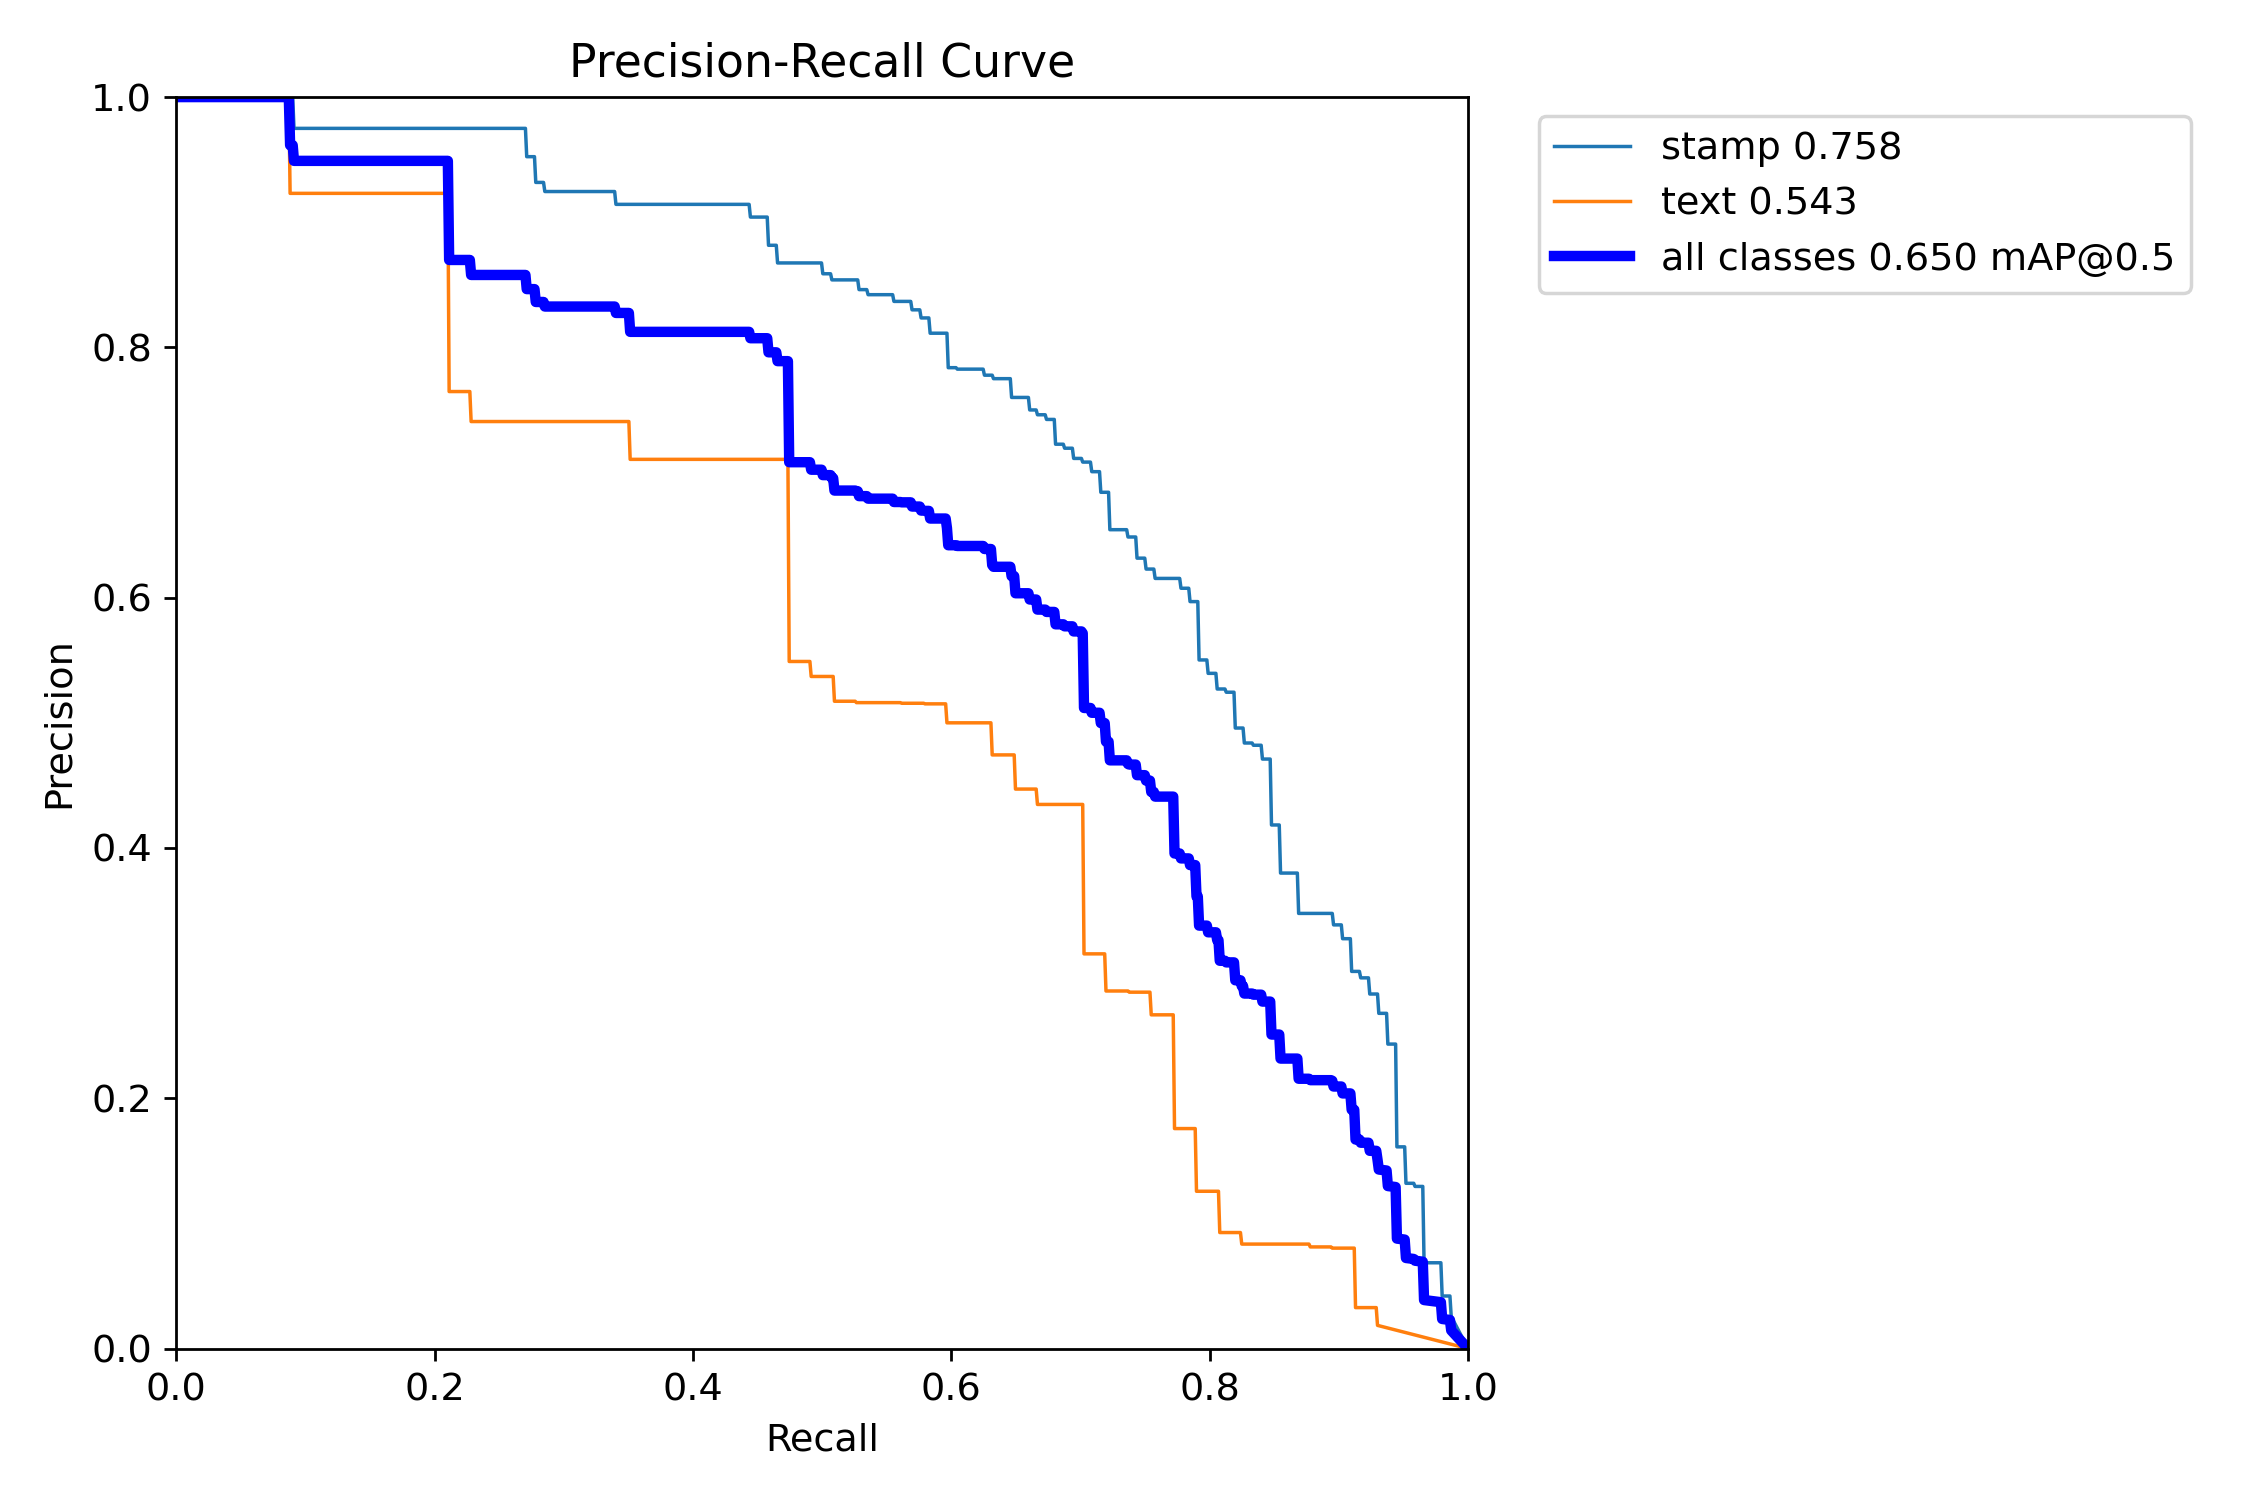 Precision-Recall Curve
stamp 0.758
text 0.543
all classes 0.650 mAP@0.5
1.0
0.8
0.6
0.4
0.2
0.0
Precision
0.0 0.2 0.4 0.6 0.8 1.0
Recall